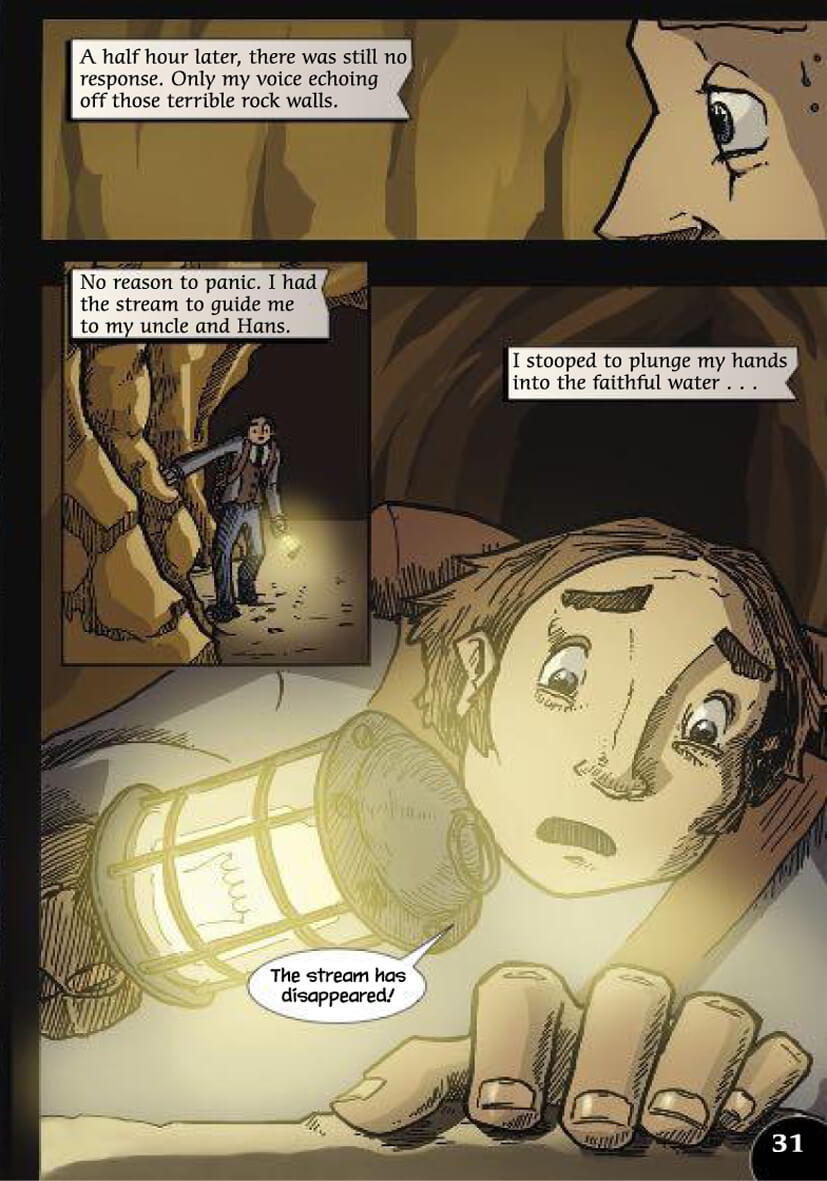 A half hour later, there was still no
response. Only my voice echoing
off those terrible rock walls.
No reason to panic. I had
the stream to guide me
to my uncle and Hans.
I stooped to plunge my hands
into the faithful water . . .
The stream has
disappeared!
31